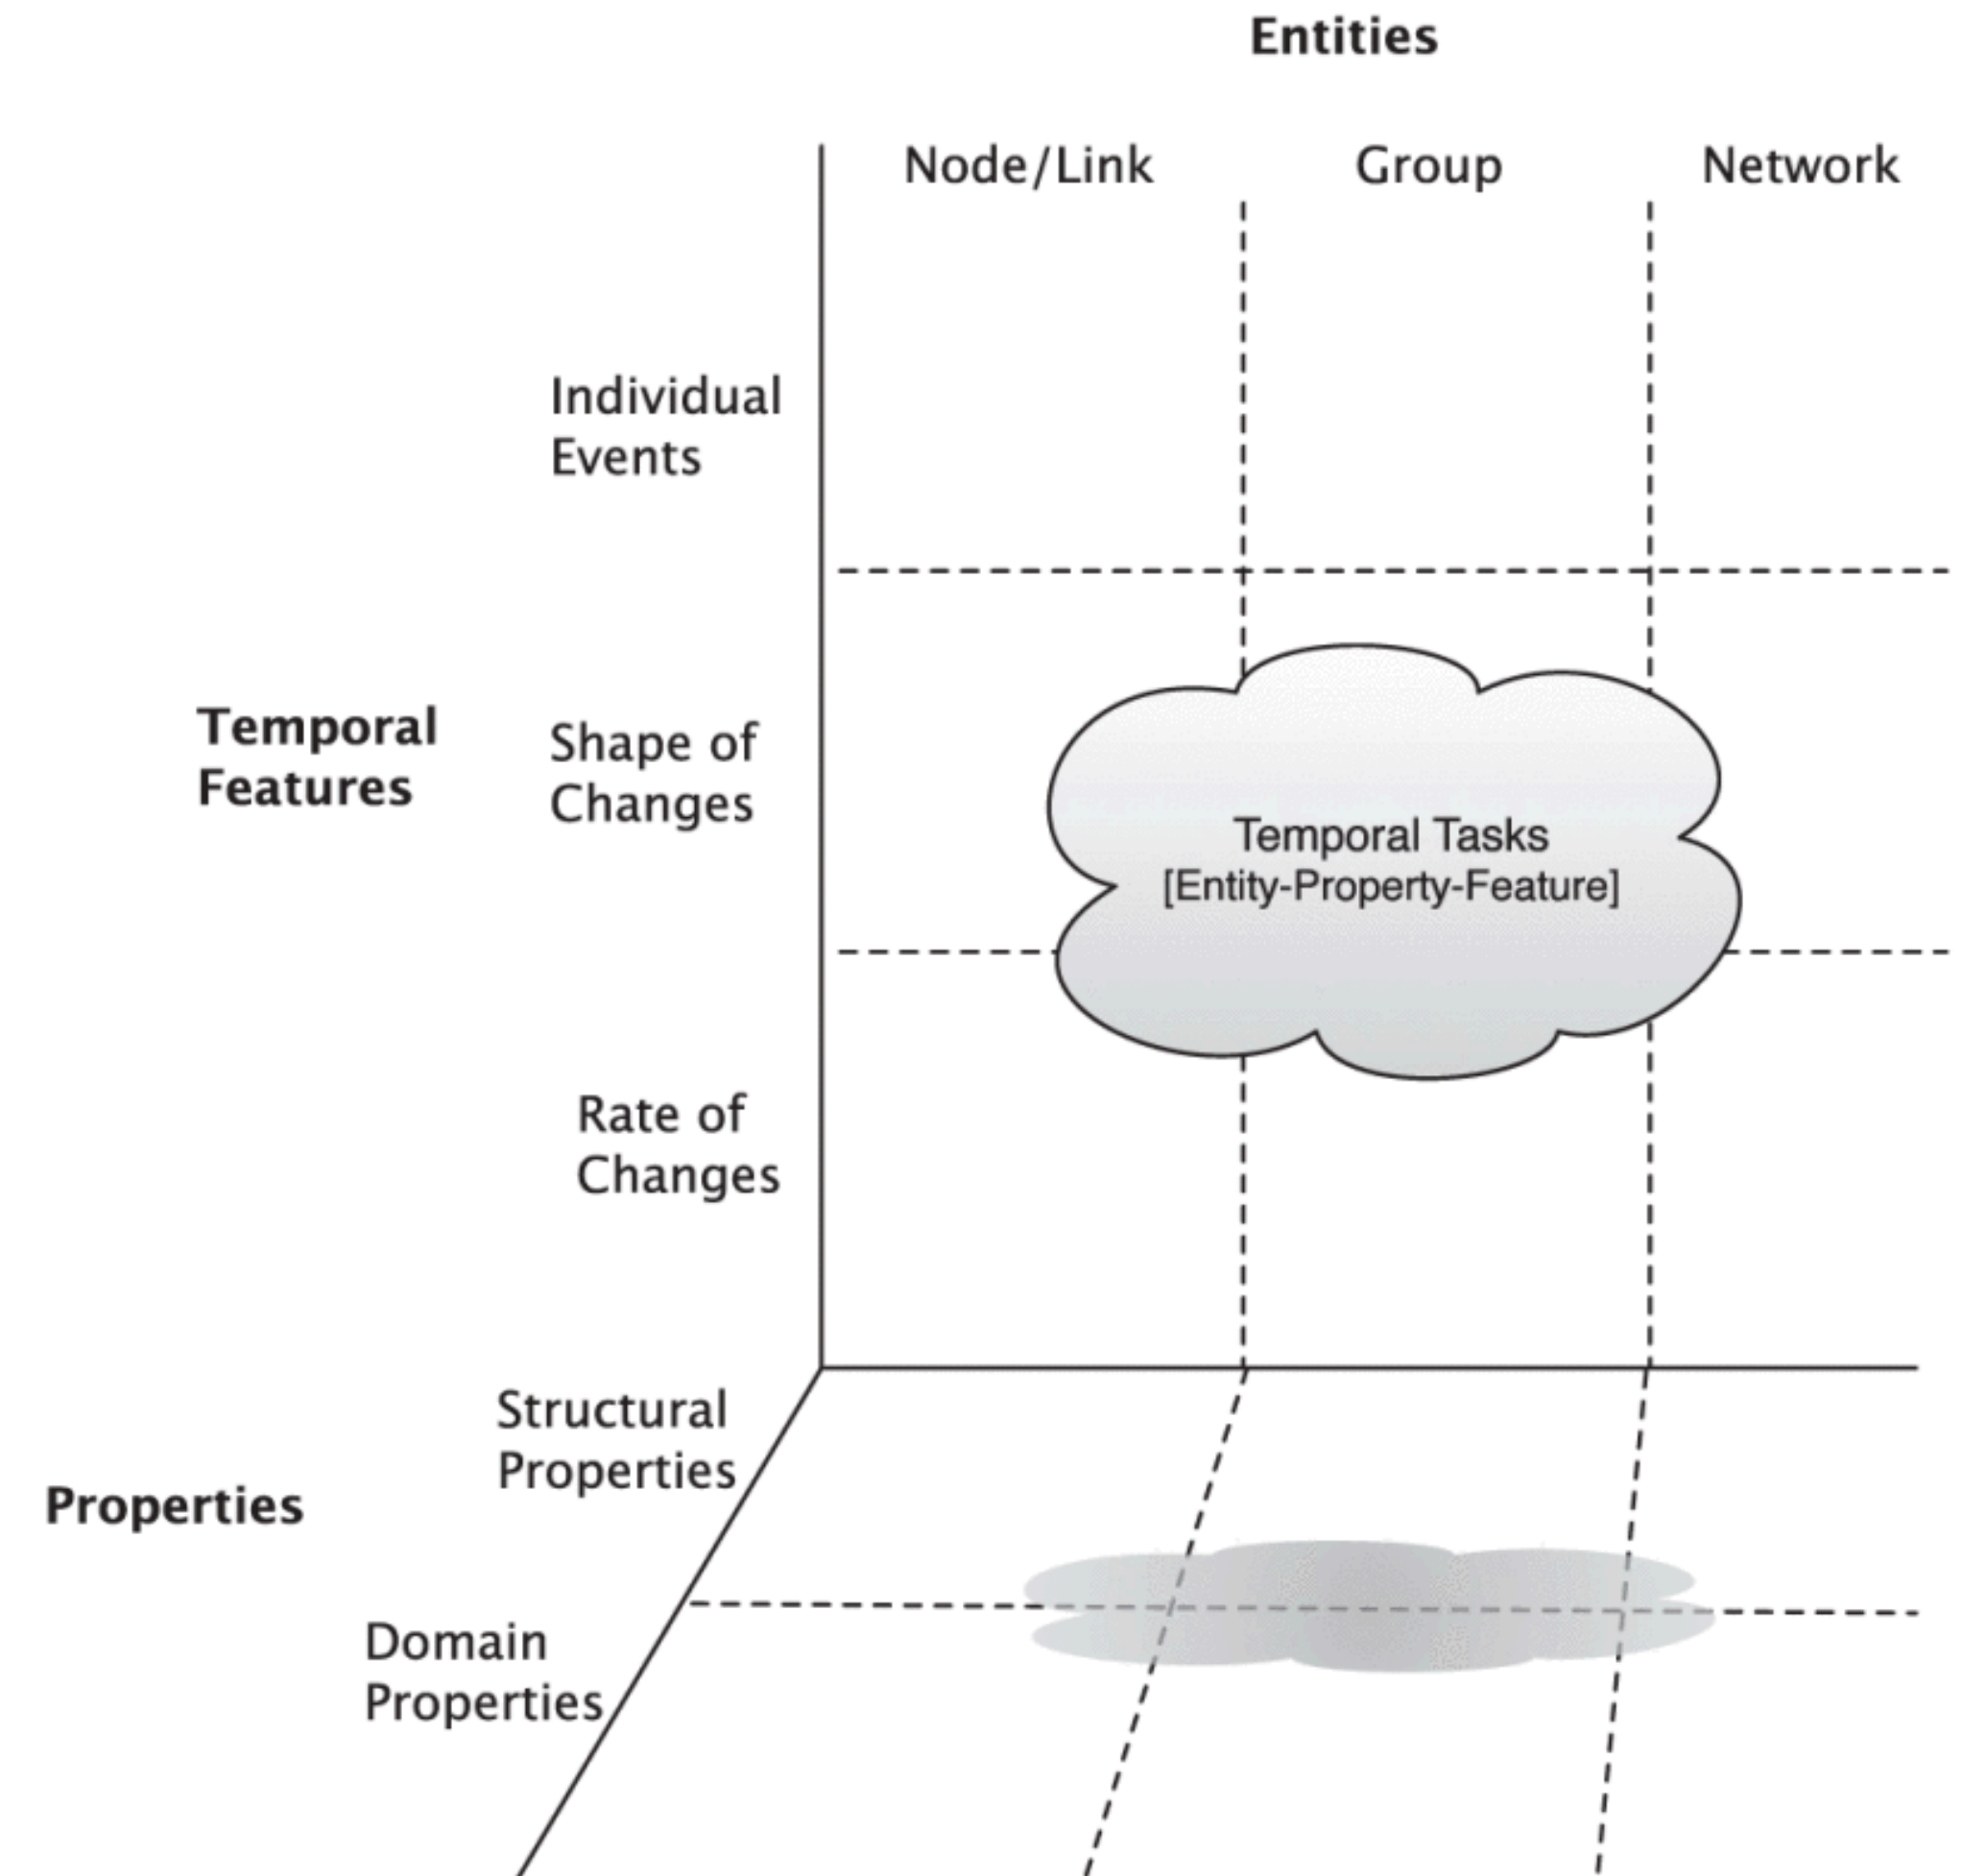 Entities
Node/Link
Group
Network
Individual
Events
Temporal
Features
Shape of
Changes
Temporal Tasks
[Entity-Property-Feature]
Rate of
Changes
Structural
Properties
Properties
Domain
Properties